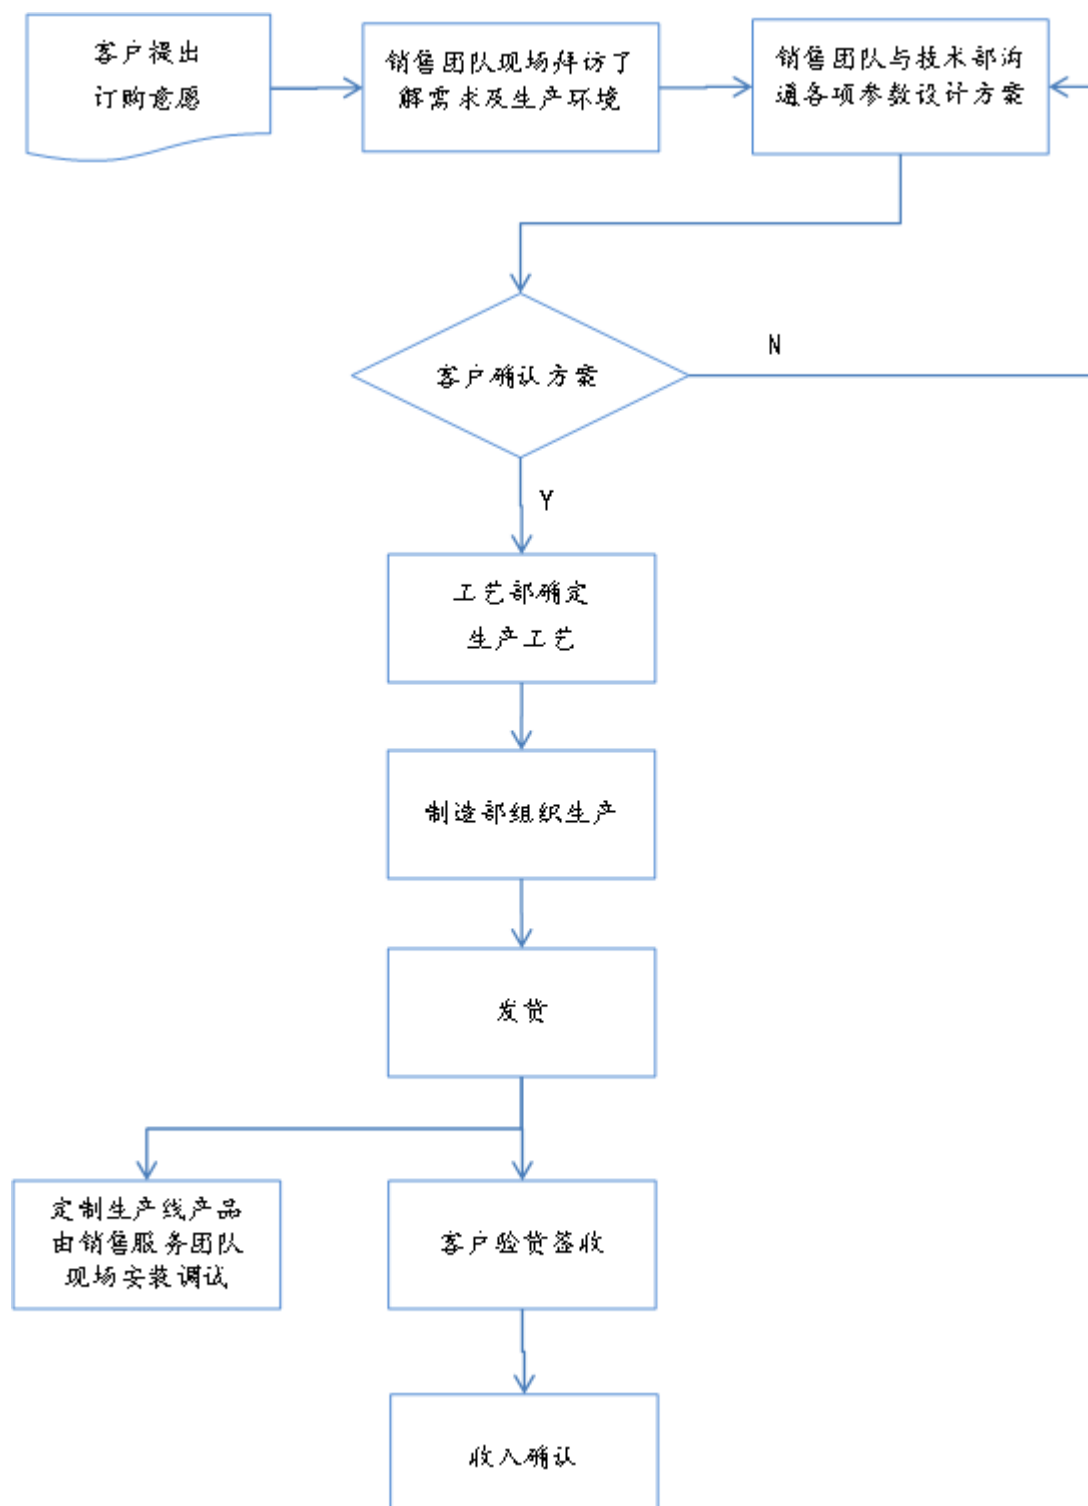 客户提出
订购意愿
销售团队现场拜访了
解需求及生产环境
销售团队与技术部沟
通各项参数设计方案
客户确认方案
N
Y
工艺部确定
生产工艺
制造部组织生产
发货
定制生产线产品
由销售服务团队
现场安装调试
客户验货签收
收入确认